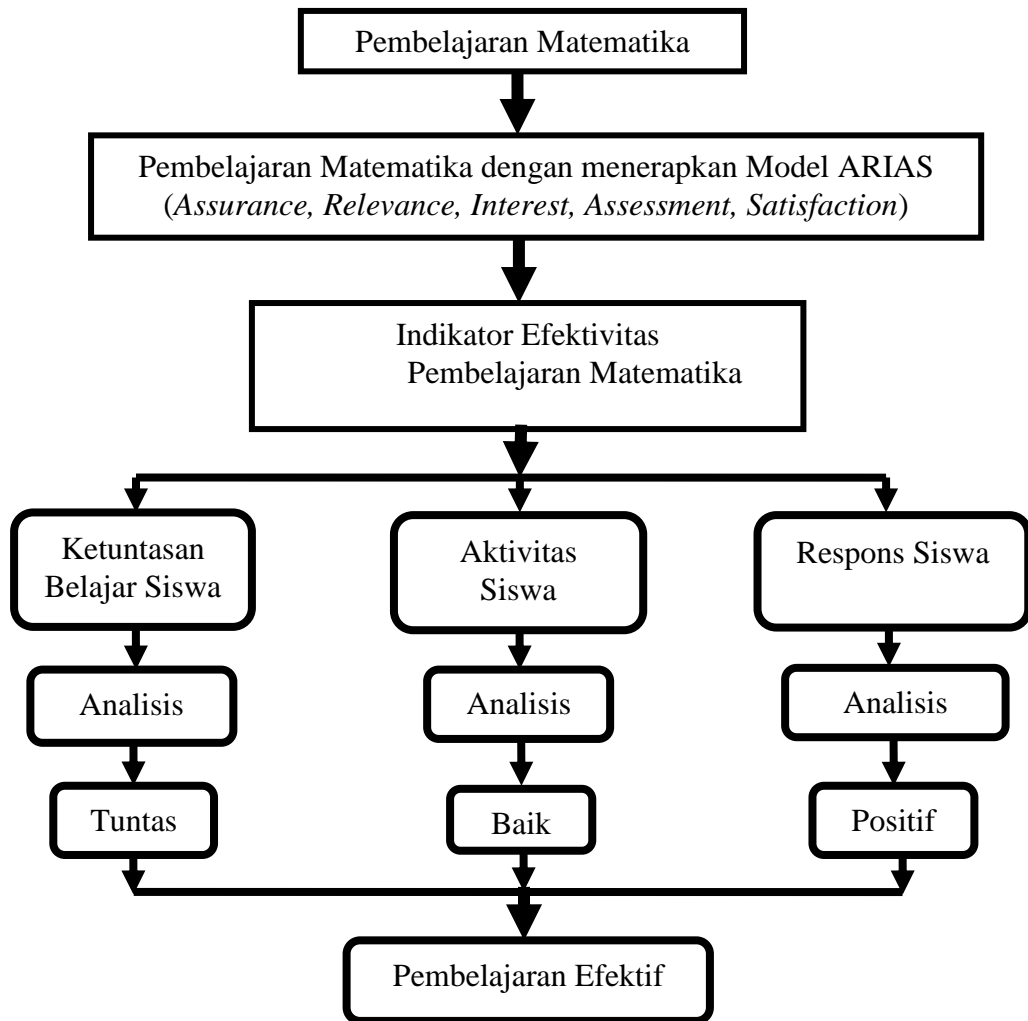 Pembelajaran Matematika
Pembelajaran Matematika dengan menerapkan Model ARIAS
(Assurance, Relevance, Interest, Assessment, Satisfaction)
Indikator Efektivitas
Pembelajaran Matematika
Ketuntasan
Belajar Siswa
Aktivitas
Siswa
Respons Siswa
Analisis
Analisis
Analisis
Tuntas
Baik
Positif
Pembelajaran Efektif